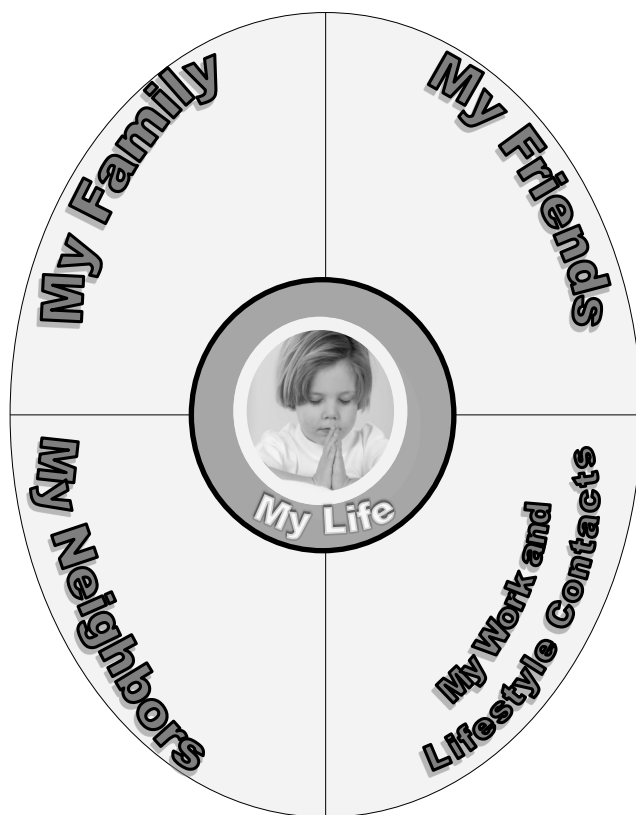 My Family
My Friends
My Life
My Neighbors
My Work and
Lifestyle Contacts